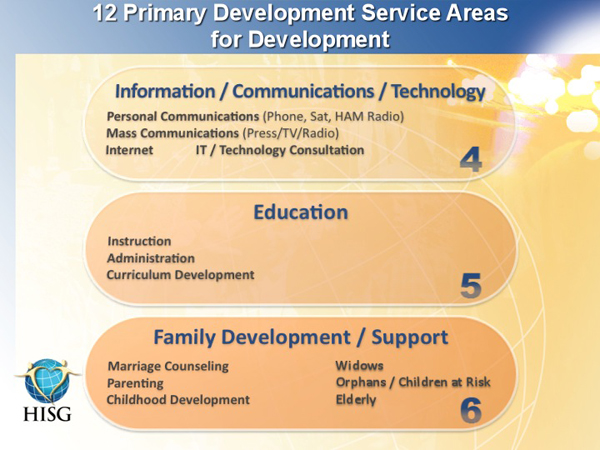 12 Primary Development Service Areas
for Development
Information / Communications / Technology
Personal Communications (Phone, Sat, HAM Radio)
Mass Communications (Press/TV/Radio)
Internet IT / Technology Consultation
4
Education
Instruction
Administration
Curriculum Development
5
Family Development / Support
Marriage Counseling Widows
Parenting Orphans / Children at Risk
Childhood Development Elderly
6
HISG